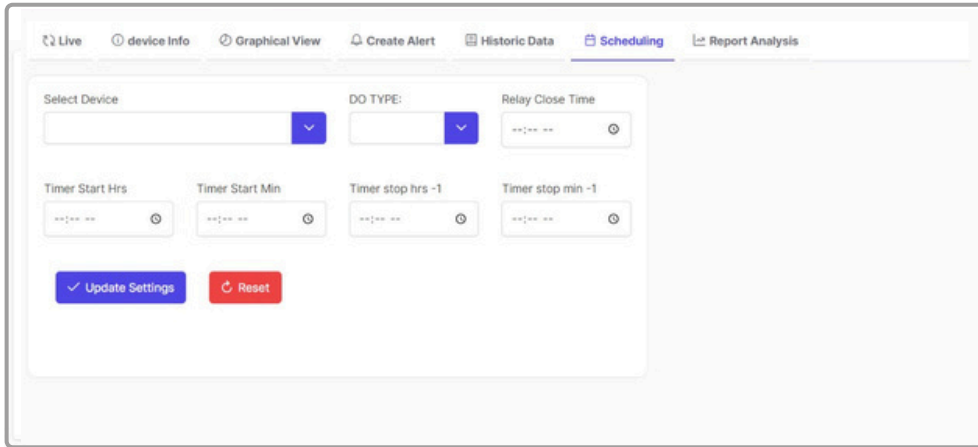 Live device Info Graphical View Create Alert Historic Data Scheduling Report Analysis
Select Device DO TYPE: Relay Close Time
--:-- --
Timer Start Hrs Timer Start Min Timer stop hrs -1 Timer stop min -1
--:-- -- --:-- -- --:-- -- --:-- --
Update Settings Reset